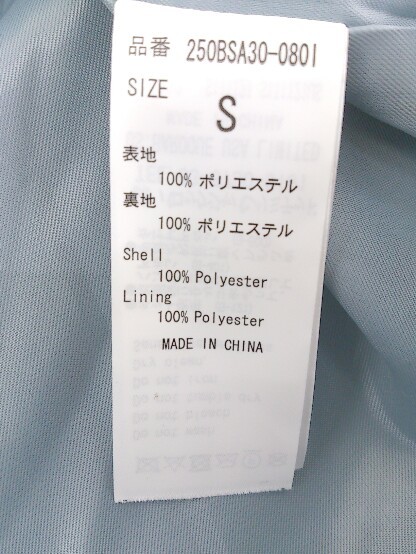 品番 250BSA30-0801
SIZE
S
表地
100% ポリエステル
裏地
100% ポリエステル
Shell
100% Polyester
Lining
100% Polyester
MADE IN CHINA